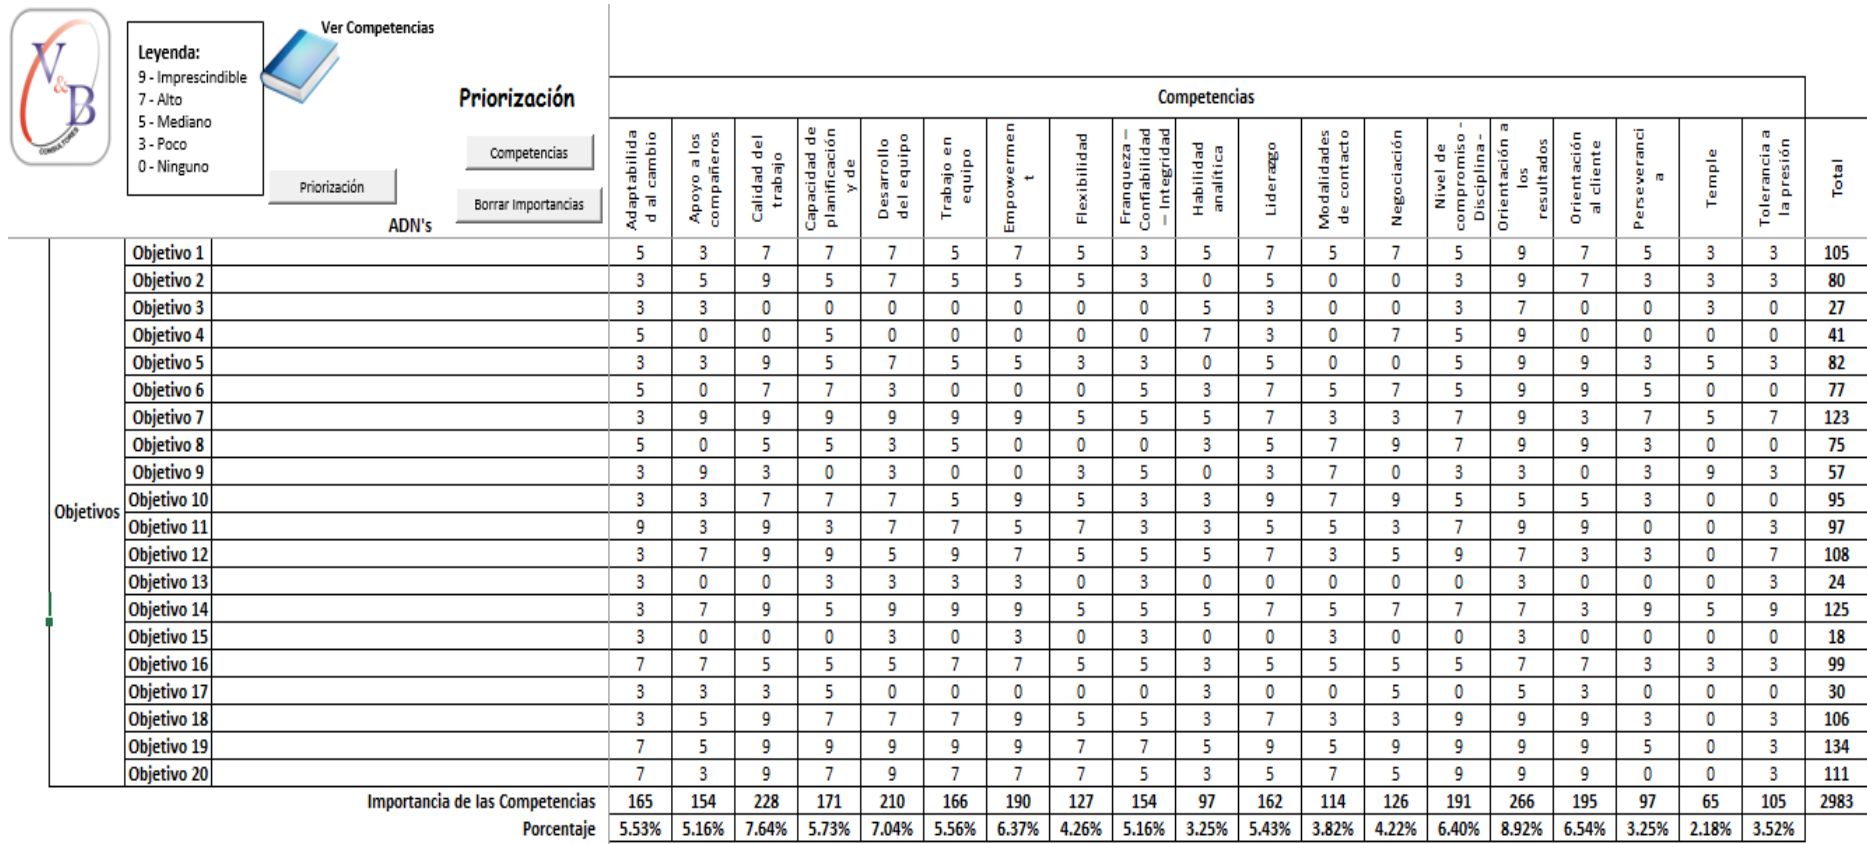 V&B
CONSULTORES
Leyenda:
9 - Imprescindible
7 - Alto
5 - Mediano
3 - Poco
0 - Ninguno
Ver Competencias
Priorización
Competencias
Priorización
Borrar Importancias
ADN's
Competencias
Adaptabilida d al cambio
Apoyo a los compañeros
Calidad del trabajo
Capacidad de planificación y de
Desarrollo del equipo
Trabajo en equipo
Empowermen t
Flexibilidad
Franqueza – Confiabilidad – Integridad
Habilidad analítica
Liderazgo
Modalidades de contacto
Negociación
Nivel de compromiso - Disciplina -
Orientación a los resultados
Orientación al cliente
Perseveranci a
Temple
Tolerancia a la presión
Total
Objetivos
Objetivo 1 5 3 7 7 7 5 7 5 3 5 7 5 7 5 9 7 5 3 3 105
Objetivo 2 3 5 9 5 7 5 5 5 3 0 5 0 0 3 9 7 3 3 3 80
Objetivo 3 3 3 0 0 0 0 0 0 0 5 3 0 0 3 7 0 0 3 0 27
Objetivo 4 5 0 0 5 0 0 0 0 0 7 3 0 7 5 9 0 0 0 0 41
Objetivo 5 3 3 9 5 7 5 5 3 3 0 5 0 0 5 9 9 3 5 3 82
Objetivo 6 5 0 7 7 3 0 0 0 5 3 7 5 7 5 9 9 5 0 0 77
Objetivo 7 3 9 9 9 9 9 9 5 5 5 7 3 3 7 9 3 7 5 7 123
Objetivo 8 5 0 5 5 3 5 0 0 0 3 5 7 9 7 9 9 3 0 0 75
Objetivo 9 3 9 3 0 3 0 0 3 5 0 3 7 0 3 3 0 3 9 3 57
Objetivo 10 3 3 7 7 7 5 9 5 3 3 9 7 9 5 5 5 3 0 0 95
Objetivo 11 9 3 9 3 7 7 5 7 3 3 5 5 3 7 9 9 0 0 3 97
Objetivo 12 3 7 9 9 5 9 7 5 5 5 7 3 5 9 7 3 3 0 7 108
Objetivo 13 3 0 0 3 3 3 3 0 3 0 0 0 0 0 3 0 0 0 3 24
Objetivo 14 3 7 9 5 9 9 9 5 5 5 7 5 7 7 7 3 9 5 9 125
Objetivo 15 3 0 0 0 3 0 3 0 3 0 0 3 0 0 3 0 0 0 0 18
Objetivo 16 7 7 5 5 5 7 7 5 5 3 5 5 5 5 7 7 3 3 3 99
Objetivo 17 3 3 3 5 0 0 0 0 0 3 0 0 5 0 5 3 0 0 0 30
Objetivo 18 3 5 9 7 7 7 9 5 5 3 7 3 3 9 9 9 3 0 3 106
Objetivo 19 7 5 9 9 9 9 9 7 7 5 9 5 9 9 9 9 5 0 3 134
Objetivo 20 7 3 9 7 9 7 7 7 5 3 5 7 5 9 9 9 0 0 3 111
Importancia de las Competencias 165 154 228 171 210 166 190 127 154 97 162 114 126 191 266 195 97 65 105 2983
Porcentaje 5.53% 5.16% 7.64% 5.73% 7.04% 5.56% 6.37% 4.26% 5.16% 3.25% 5.43% 3.82% 4.22% 6.40% 8.92% 6.54% 3.25% 2.18% 3.52%